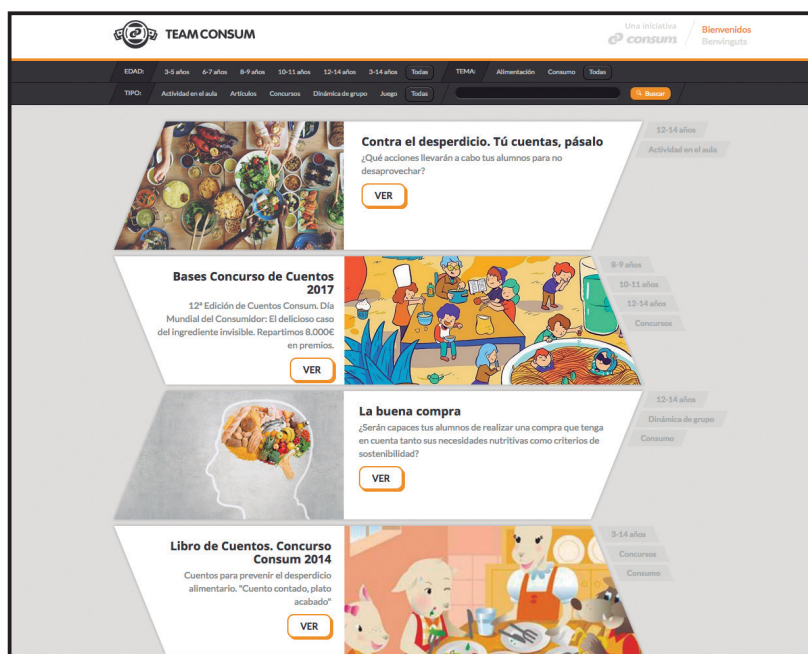 TEAM CONSUM
Una iniciativa
consum
Bienvenidos
Benvinguts
EDAD: 3-5 años 6-7 años 8-9 años 10-11 años 12-14 años 3-14 años Todas TEMA: Alimentación Consumo Todas
TIPO: Actividad en el aula Artículos Concursos Dinámica de grupo Juego Todas Buscar
Contra el desperdicio. Tú cuentas, pásalo
¿Qué acciones llevarán a cabo tus alumnos para no
desaprovechar?
VER
12-14 años
Actividad en el aula
Bases Concurso de Cuentos
2017
12ª Edición de Cuentos Consum. Día
Mundial del Consumidor: El delicioso caso
del ingrediente invisible. Repartimos 8.000€
en premios.
VER
8-9 años
10-11 años
12-14 años
Concursos
La buena compra
¿Serán capaces tus alumnos de realizar una compra que tenga
en cuenta tanto sus necesidades nutritivas como criterios de
sostenibilidad?
VER
12-14 años
Dinámica de grupo
Consumo
Libro de Cuentos. Concurso
Consum 2014
Cuentos para prevenir el desperdicio
alimentario. "Cuento contado, plato
acabado"
VER
3-14 años
Concursos
Consumo